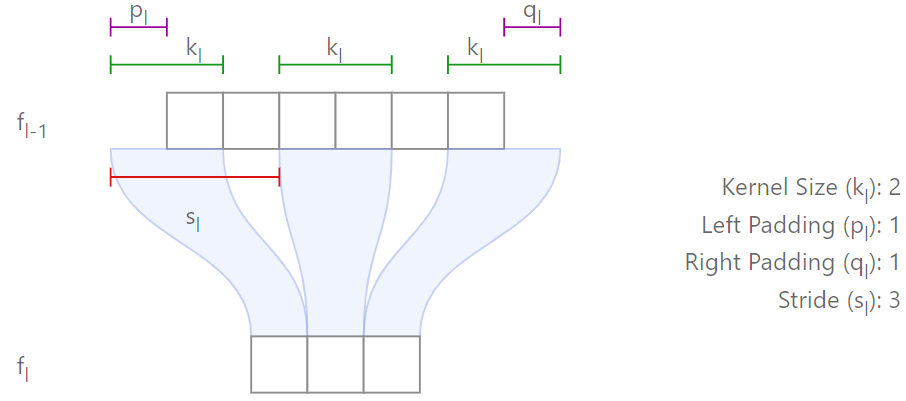 p_l q_l
k_l k_l k_l
f_l-1
s_l
Kernel Size (k_l): 2
Left Padding (p_l): 1
Right Padding (q_l): 1
Stride (s_l): 3
f_l